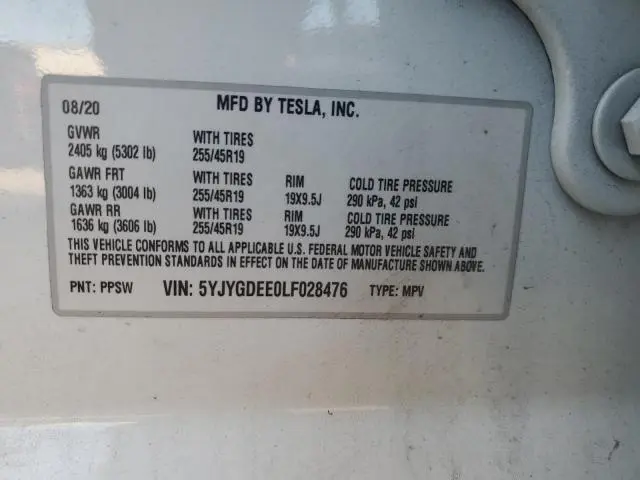 08/20 MFD BY TESLA, INC.
GVWR WITH TIRES
2405 kg (5302 lb) 255/45R19
GAWR FRT WITH TIRES RIM COLD TIRE PRESSURE
1363 kg (3004 lb) 255/45R19 19X9.5J 290 kPa, 42 psi
GAWR RR WITH TIRES RIM COLD TIRE PRESSURE
1636 kg (3606 lb) 255/45R19 19X9.5J 290 kPa, 42 psi
THIS VEHICLE CONFORMS TO ALL APPLICABLE U.S. FEDERAL MOTOR VEHICLE SAFETY AND
THEFT PREVENTION STANDARDS IN EFFECT ON THE DATE OF MANUFACTURE SHOWN ABOVE.
PNT: PPSW VIN: 5YJYGDEE0LF028476 TYPE: MPV